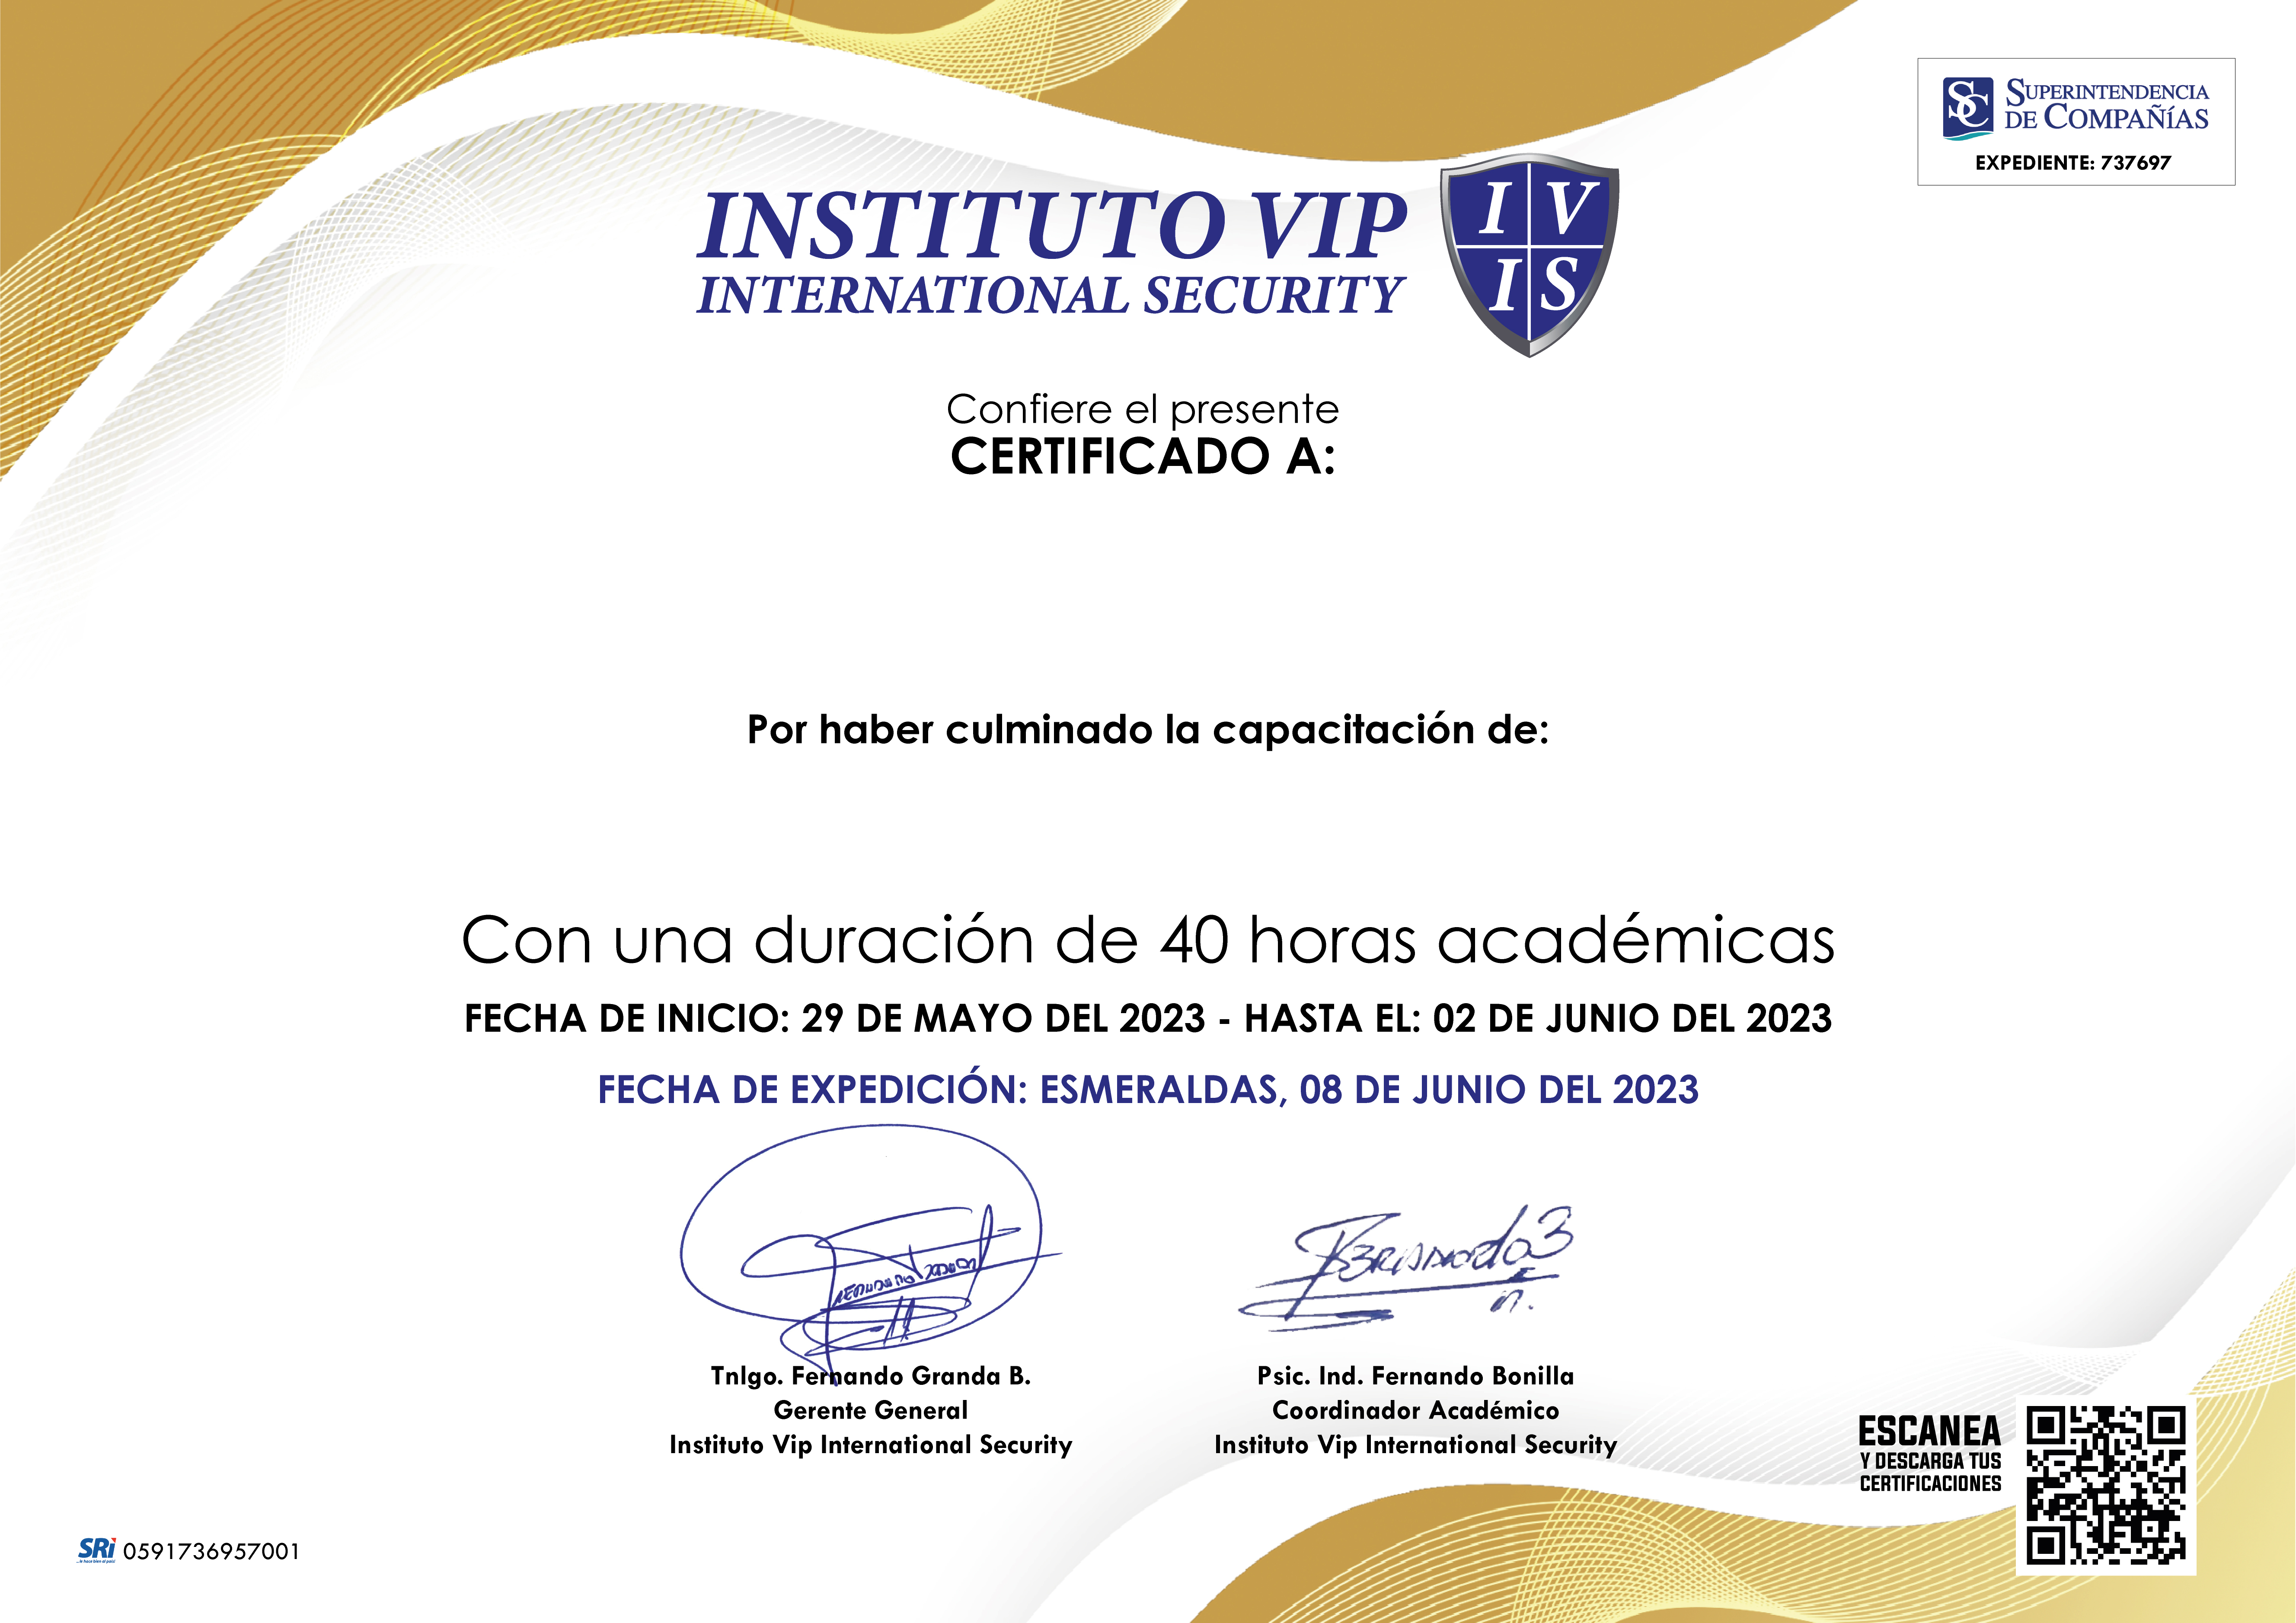 SUPERINTENDENCIA
DE COMPAÑÍAS
EXPEDIENTE: 737697
INSTITUTO VIP
INTERNATIONAL SECURITY
I V
I S
Confiere el presente
CERTIFICADO A:
Por haber culminado la capacitación de:
Con una duración de 40 horas académicas
FECHA DE INICIO: 29 DE MAYO DEL 2023 - HASTA EL: 02 DE JUNIO DEL 2023
FECHA DE EXPEDICIÓN: ESMERALDAS, 08 DE JUNIO DEL 2023
Tnlgo. Fernando Granda B.
Gerente General
Instituto Vip International Security
Psic. Ind. Fernando Bonilla
Coordinador Académico
Instituto Vip International Security
ESCANEA
Y DESCARGA TUS
CERTIFICACIONES
SRi 0591736957001